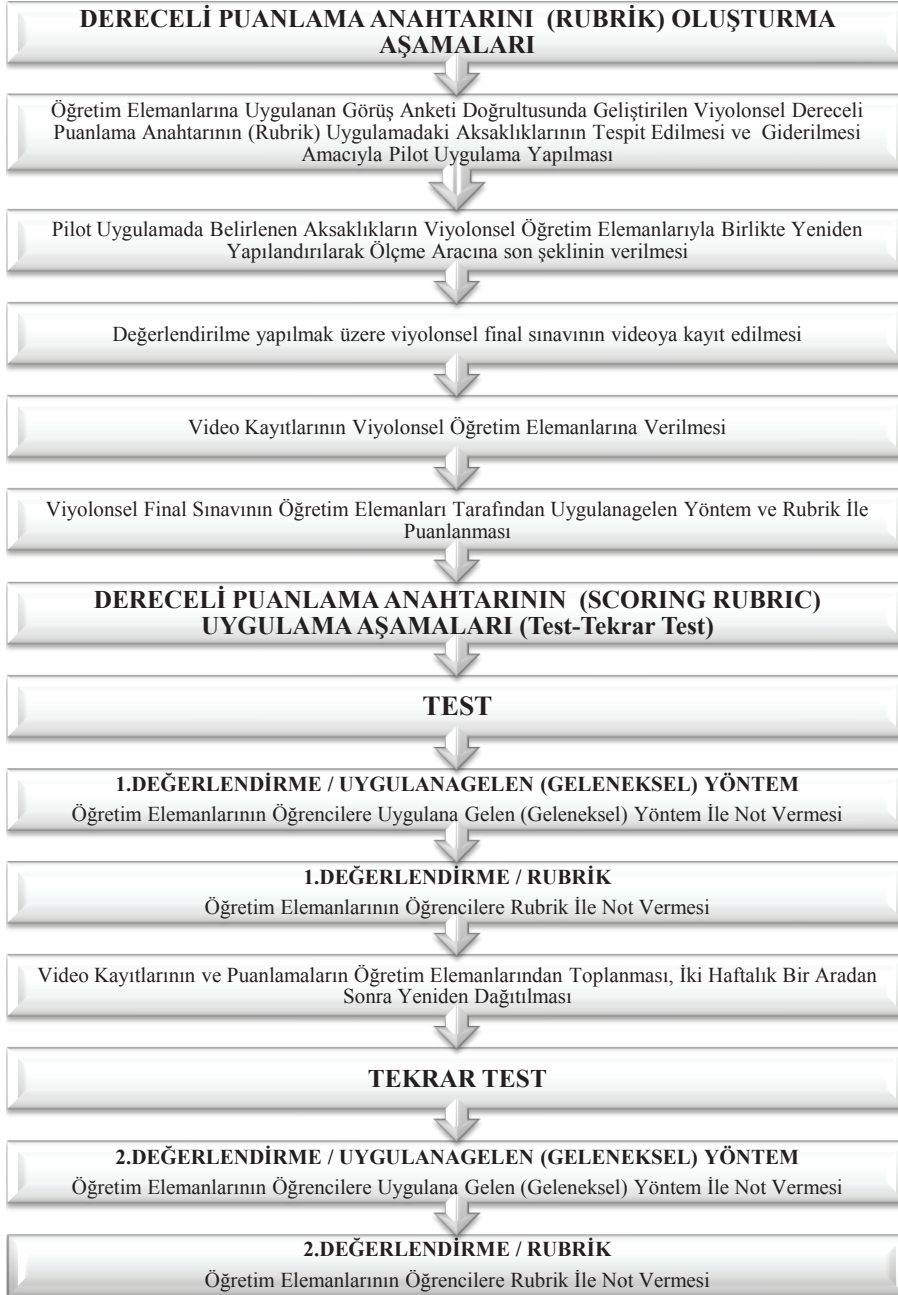 DERECELİ PUANLAMA ANAHTARINI (RUBRİK) OLUŞTURMA
AŞAMALARI
Öğretim Elemanlarına Uygulanan Görüş Anketi Doğrultusunda Geliştirilen Viyolonsel Dereceli
Puanlama Anahtarının (Rubrik) Uygulamadaki Aksaklıklarının Tespit Edilmesi ve Giderilmesi
Amacıyla Pilot Uygulama Yapılması
Pilot Uygulamada Belirlenen Aksaklıkların Viyolonsel Öğretim Elemanlarıyla Birlikte Yeniden
Yapılandırılarak Ölçme Aracına son şeklinin verilmesi
Değerlendirilme yapılmak üzere viyolonsel final sınavının videoya kayıt edilmesi
Video Kayıtlarının Viyolonsel Öğretim Elemanlarına Verilmesi
Viyolonsel Final Sınavının Öğretim Elemanları Tarafından Uygulanagelen Yöntem ve Rubrik İle
Puanlanması
DERECELİ PUANLAMA ANAHTARININ (SCORING RUBRIC)
UYGULAMA AŞAMALARI (Test-Tekrar Test)
TEST
1.DEĞERLENDİRME / UYGULANAGELEN (GELENEKSEL) YÖNTEM
Öğretim Elemanlarının Öğrencilere Uygulana Gelen (Geleneksel) Yöntem İle Not Vermesi
1.DEĞERLENDİRME / RUBRİK
Öğretim Elemanlarının Öğrencilere Rubrik İle Not Vermesi
Video Kayıtlarının ve Puanlamaların Öğretim Elemanlarından Toplanması, İki Haftalık Bir Aradan
Sonra Yeniden Dağıtılması
TEKRAR TEST
2.DEĞERLENDİRME / UYGULANAGELEN (GELENEKSEL) YÖNTEM
Öğretim Elemanlarının Öğrencilere Uygulana Gelen (Geleneksel) Yöntem İle Not Vermesi
2.DEĞERLENDİRME / RUBRİK
Öğretim Elemanlarının Öğrencilere Rubrik İle Not Vermesi